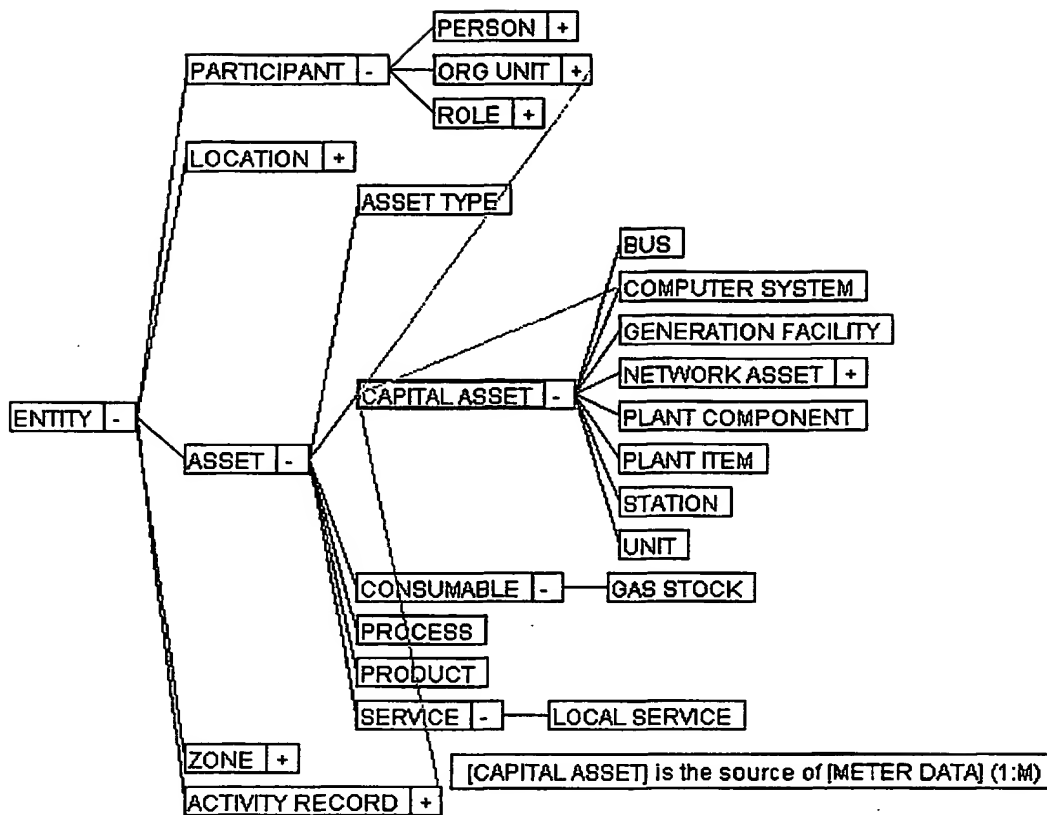 PERSON +
PARTICIPANT -
ORG UNIT +
ROLE +
LOCATION +
ASSET TYPE
BUS
COMPUTER SYSTEM
GENERATION FACILITY
NETWORK ASSET +
CAPITAL ASSET -
PLANT COMPONENT
ENTITY -
ASSET -
PLANT ITEM
STATION
UNIT
CONSUMABLE -
GAS STOCK
PROCESS
PRODUCT
SERVICE -
LOCAL SERVICE
ZONE +
[CAPITAL ASSET] is the source of [METER DATA] (1:M)
ACTIVITY RECORD +